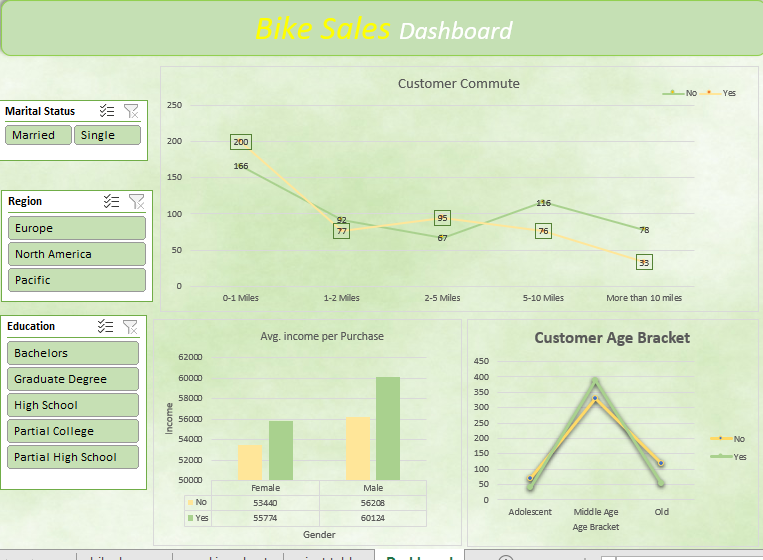 Bike Sales Dashboard
Marital Status
Married Single
Region
Europe
North America
Pacific
Education
Bachelors
Graduate Degree
High School
Partial College
Partial High School
Customer Commute
No Yes
250
200
150
100
50
0
200
166
92
77
95
67
116
76
78
33
0-1 Miles 1-2 Miles 2-5 Miles 5-10 Miles More than 10 miles
Avg. income per Purchase
62000
60000
58000
56000
54000
52000
50000
Income
Female Male
No 53440 56208
Yes 55774 60124
Gender
Customer Age Bracket
450
400
350
300
250
200
150
100
50
0
Adolescent Middle Age Old
Age Bracket
No
Yes